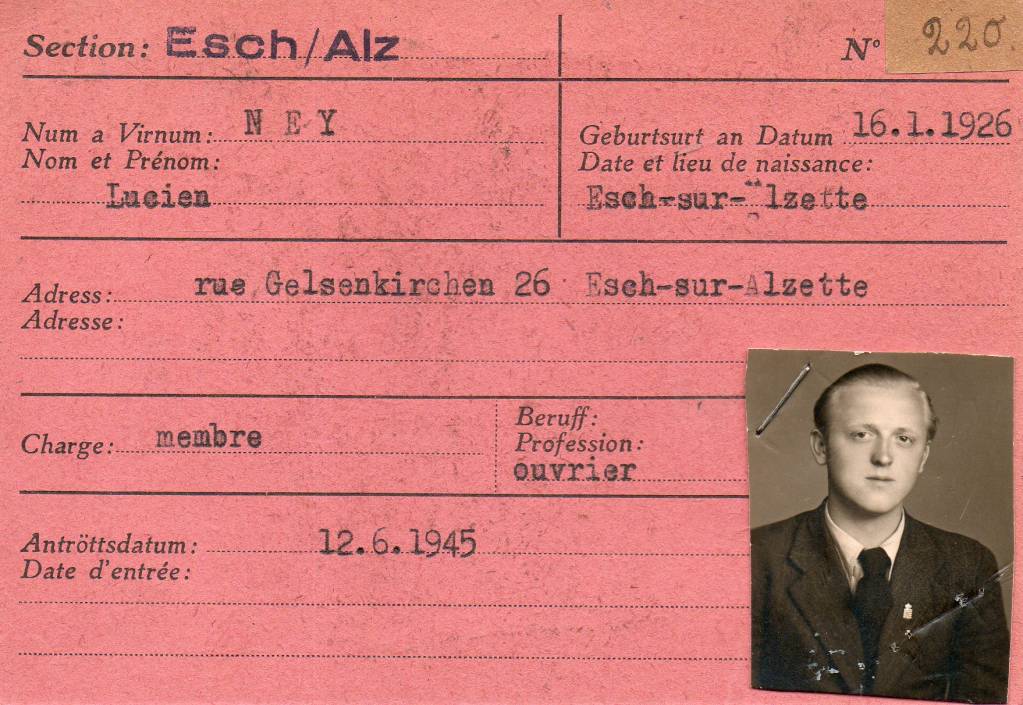 Section: Esch/Alz
N° 220.
Num a Virnum: NEY
Nom et Prénom:
Lucien
Geburtsurt an Datum 16.1.1926
Date et lieu de naissance:
Esch-sur-Älzette
Adress: rue Gelsenkirchen 26 Esch-sur-Alzette
Adresse:
Charge: membre
Beruff:
Profession:
ouvrier
Antröttsdatum: 12.6.1945
Date d'entrée: